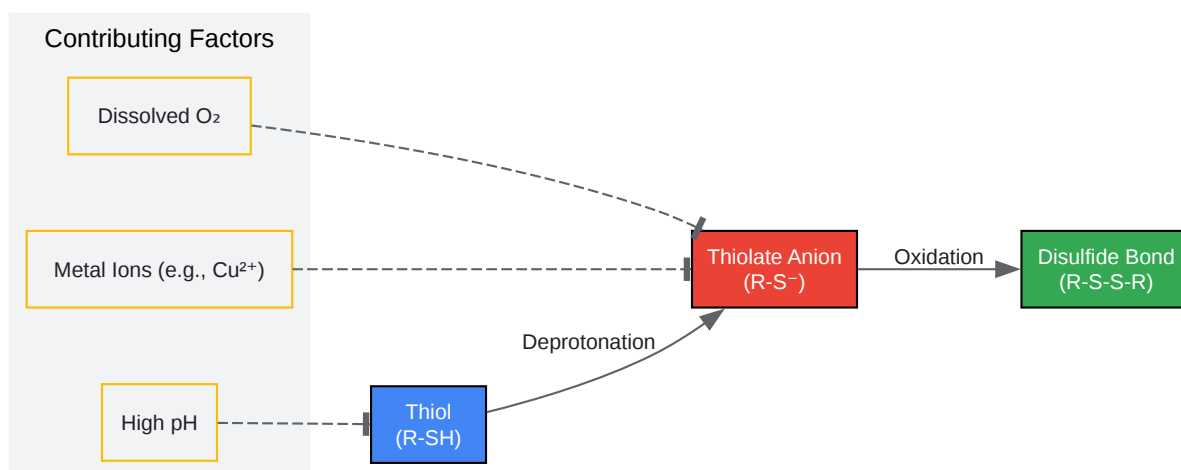 Contributing Factors
Dissolved O₂
Metal Ions (e.g., Cu²⁺)
Thiolate Anion
(R-S⁻)
Oxidation
Disulfide Bond
(R-S-S-R)
Deprotonation
High pH
Thiol
(R-SH)